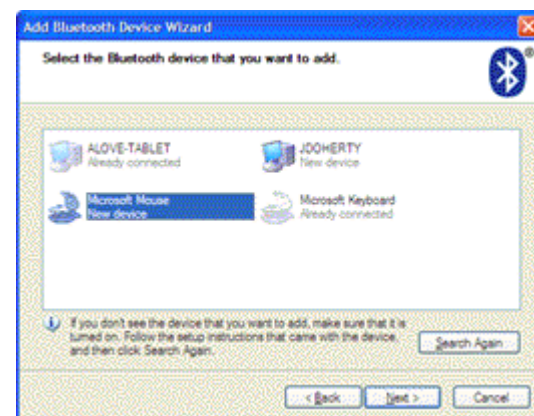 Add Bluetooth Device Wizard
Select the Bluetooth device that you want to add.
ALOVE-TABLET
Already connected
JDOHERTY
New device
Microsoft Mouse
New device
Microsoft Keyboard
Already connected
If you don't see the device that you want to add, make sure that it is
turned on. Follow the setup instructions that came with the device,
and then click Search Again.
Search Again
< Back
Next >
Cancel